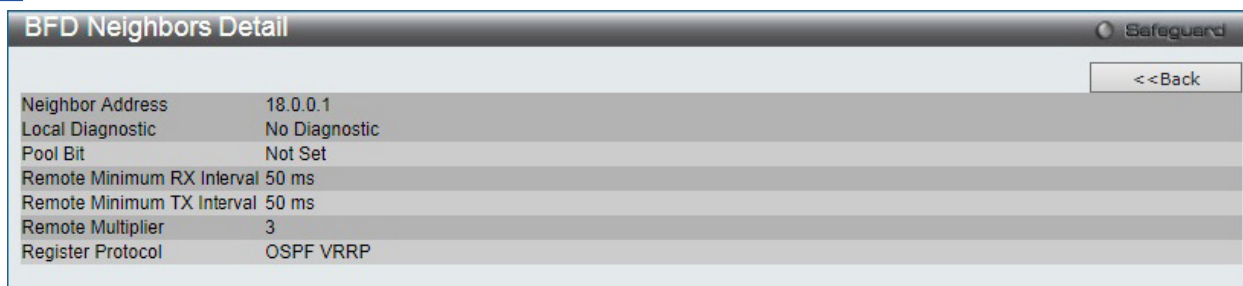 BFD Neighbors Detail
Safeguard
<<Back
Neighbor Address 18.0.0.1
Local Diagnostic No Diagnostic
Pool Bit Not Set
Remote Minimum RX Interval 50 ms
Remote Minimum TX Interval 50 ms
Remote Multiplier 3
Register Protocol OSPF VRRP